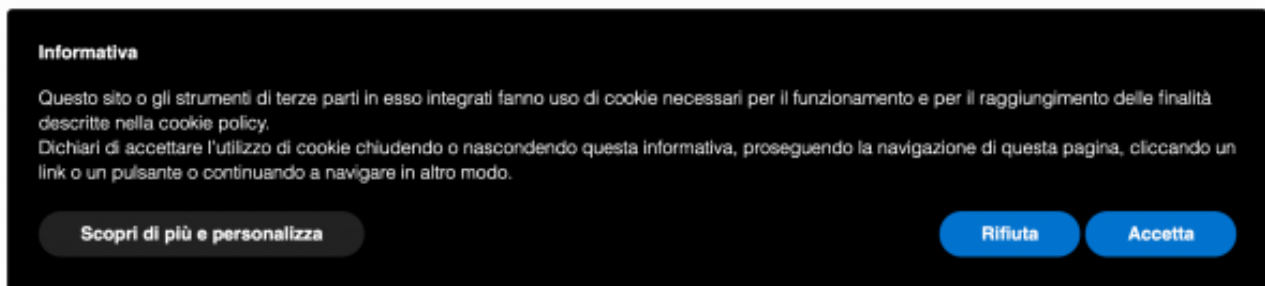 Informativa
Questo sito o gli strumenti di terze parti in esso integrati fanno uso di cookie necessari per il funzionamento e per il raggiungimento delle finalità
descritte nella cookie policy.
Dichiari di accettare l'utilizzo di cookie chiudendo o nascondendo questa informativa, proseguendo la navigazione di questa pagina, cliccando un
link o un pulsante o continuando a navigare in altro modo.
Scopri di più e personalizza
Rifiuta
Accetta